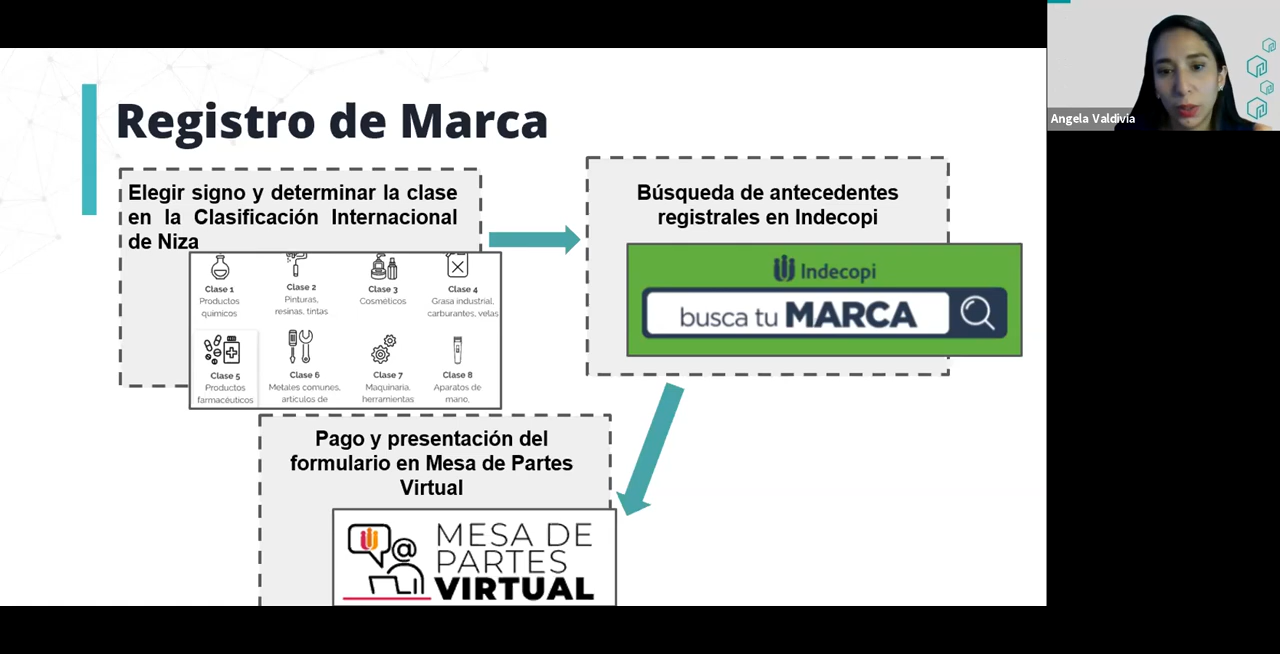 Registro de Marca
Elegir signo y determinar la clase
en la Clasificación Internacional
de Niza
Clase 1
Productos
quimicos
Clase 2
Pinturas,
resinas, tintas
Clase 3
Cosméticos
Clase 4
Grasa industrial,
carburantes, velas
Clase 5
Productos
farmacéuticos
Clase 6
Metales comunes,
artículos de
Clase 7
Maquinaria,
herramientas
Clase 8
Aparatos de
mano,
Búsqueda de antecedentes
registrales en Indecopi
Indecopi
busca tu MARCA
Pago y presentación del
formulario en Mesa de Partes
Virtual
MESA DE
PARTES
VIRTUAL
Angela Valdivia